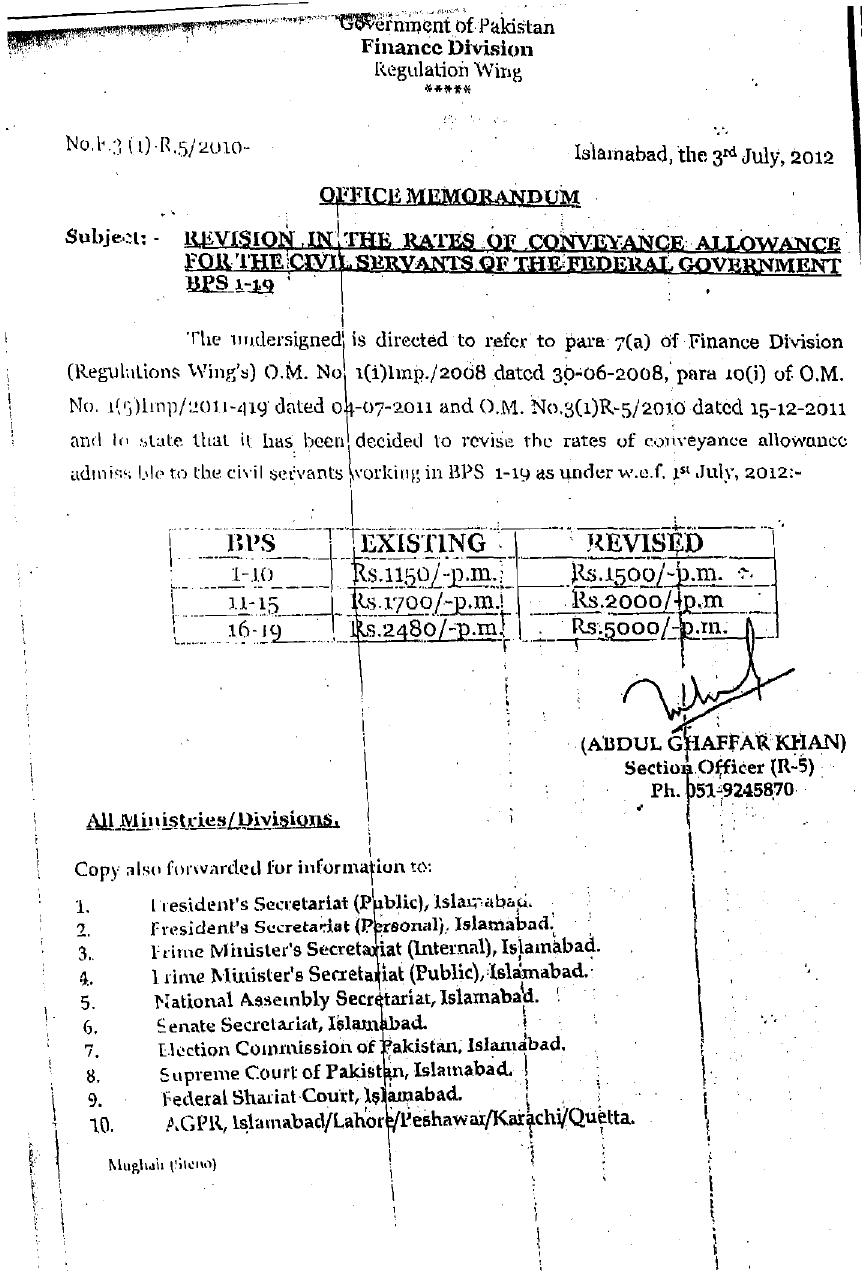 Government of Pakistan
Finance Division
Regulation Wing
*****
No.F.3 (1)-R.5/2010-
Islamabad, the 3rd July, 2012
OFFICE MEMORANDUM
Subject: - REVISION IN THE RATES OF CONVEYANCE ALLOWANCE
FOR THE CIVIL SERVANTS OF THE FEDERAL GOVERNMENT
BPS 1-19
The undersigned is directed to refer to para 7(a) of Finance Division
(Regulations Wing's) O.M. No 1(i)Imp./2008 dated 30-06-2008, para 10(i) of O.M.
No. 1(5)Imp/2011-419 dated 04-07-2011 and O.M. No.3(1)R-5/2010 dated 15-12-2011
and to state that it has been decided to revise the rates of conveyance allowance
admissible to the civil servants working in BPS 1-19 as under w.e.f. 1st July, 2012:-
BPS EXISTING REVISED
1-10 Rs.1150/-p.m. Rs.1500/-p.m.
11-15 Rs.1700/-p.m. Rs.2000/-p.m
16-19 Rs.2480/-p.m. Rs.5000/-p.m.
(ABDUL GHAFFAR KHAN)
Section Officer (R-5)
Ph. 051-9245870
All Ministries/Divisions.
Copy also forwarded for information to:
1. President's Secretariat (Public), Islamabad.
2. President's Secretariat (Personal), Islamabad.
3. Prime Minister's Secretariat (Internal), Islamabad.
4. Prime Minister's Secretariat (Public), Islamabad.
5. National Assembly Secretariat, Islamabad.
6. Senate Secretariat, Islamabad.
7. Election Commission of Pakistan, Islamabad.
8. Supreme Court of Pakistan, Islamabad.
9. Federal Shariat Court, Islamabad.
10. AGPR, Islamabad/Lahore/Peshawar/Karachi/Quetta.
(Steno)